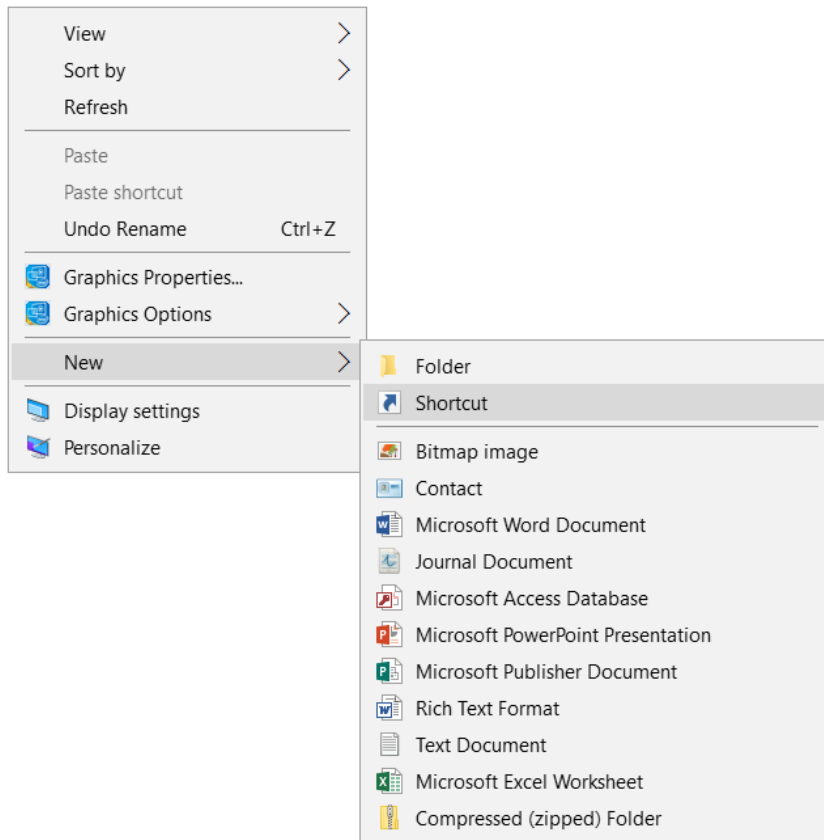 View
Sort by
Refresh
Paste
Paste shortcut
Undo Rename Ctrl+Z
Graphics Properties...
Graphics Options
New
Display settings
Personalize
Folder
Shortcut
Bitmap image
Contact
Microsoft Word Document
Journal Document
Microsoft Access Database
Microsoft PowerPoint Presentation
Microsoft Publisher Document
Rich Text Format
Text Document
Microsoft Excel Worksheet
Compressed (zipped) Folder